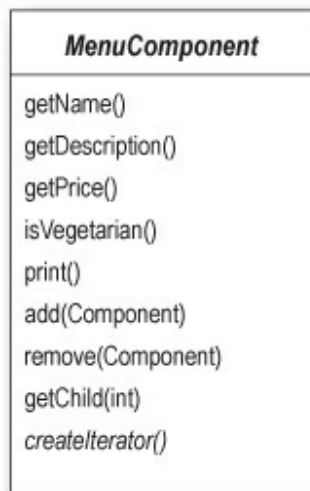 MenuComponent
getName()
getDescription()
getPrice()
isVegetarian()
print()
add(Component)
remove(Component)
getChild(int)
createIterator()